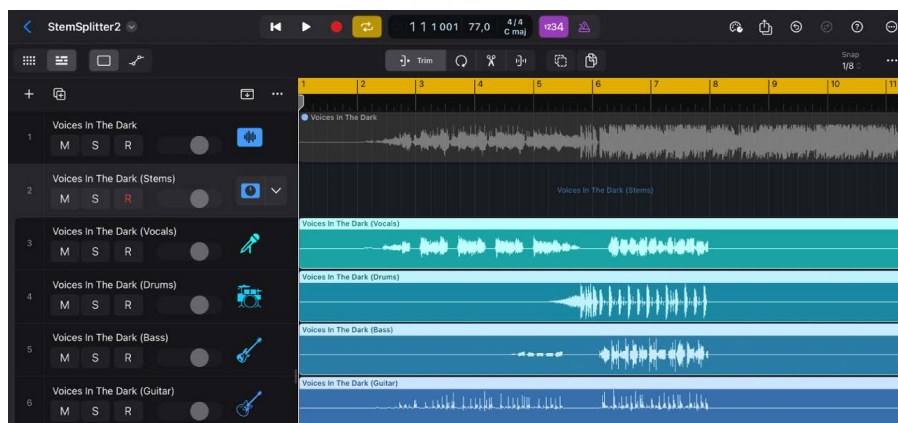 StemSplitter2
1 1 1 001 77,0 4/4 C maj 1234
Trim
Snap
1/8
1 2 3 4 5 6 7 8 9 10 11
1 Voices In The Dark
M S R
Voices In The Dark
2 Voices In The Dark (Stems)
M S R
Voices In The Dark (Stems)
3 Voices In The Dark (Vocals)
M S R
Voices In The Dark (Vocals)
4 Voices In The Dark (Drums)
M S R
Voices In The Dark (Drums)
5 Voices In The Dark (Bass)
M S R
Voices In The Dark (Bass)
6 Voices In The Dark (Guitar)
M S R
Voices In The Dark (Guitar)